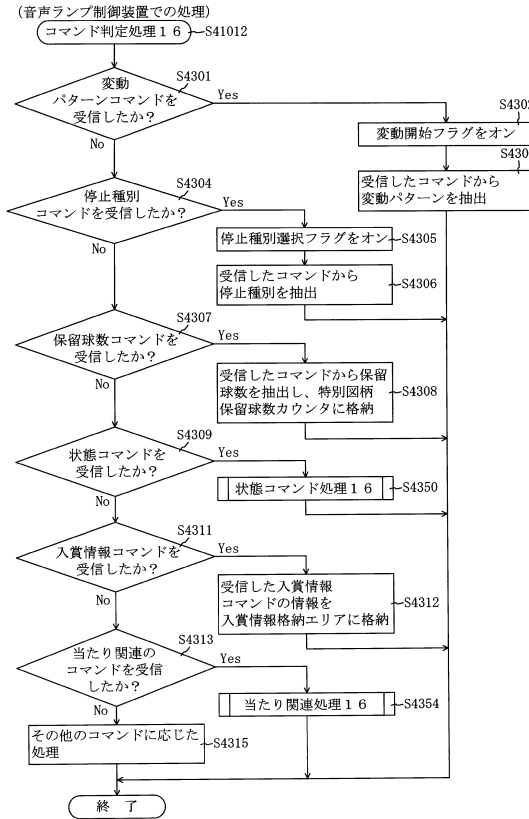 (音声ランプ制御装置での処理)
コマンド判定処理16
S41012
S4301
変動
パターンコマンドを
受信したか?
Yes
No
変動開始フラグをオン
受信したコマンドから
変動パターンを抽出
S4304
停止種別
コマンドを受信したか?
Yes
No
停止種別選択フラグをオン
S4305
受信したコマンドから
停止種別を抽出
S4306
S4307
保留球数コマンドを
受信したか?
Yes
No
受信したコマンドから保留
球数を抽出し、特別図柄
保留球数カウンタに格納
S4308
S4309
状態コマンドを
受信したか?
Yes
No
状態コマンド処理16
S4350
S4311
入賞情報コマンドを
受信したか?
Yes
No
受信した入賞情報
コマンドの情報を
入賞情報格納エリアに格納
S4312
S4313
当たり関連の
コマンドを受信
したか?
Yes
No
当たり関連処理16
S4354
その他のコマンドに応じた
処理
S4315
終了